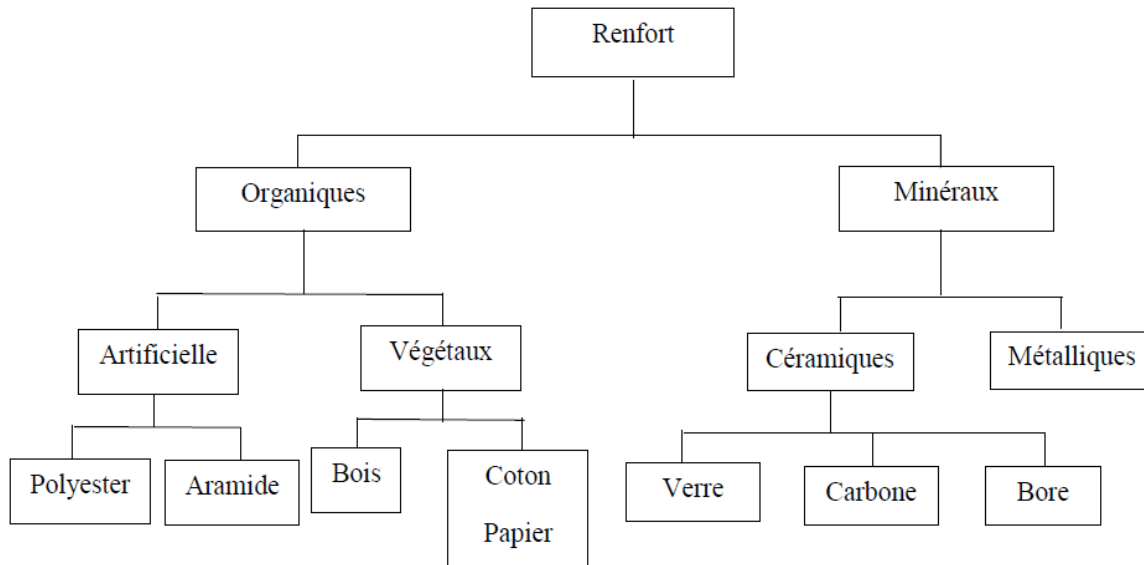 Renfort
Organiques
Minéraux
Artificielle
Végétaux
Céramiques
Métalliques
Polyester
Aramide
Bois
Coton
Papier
Verre
Carbone
Bore